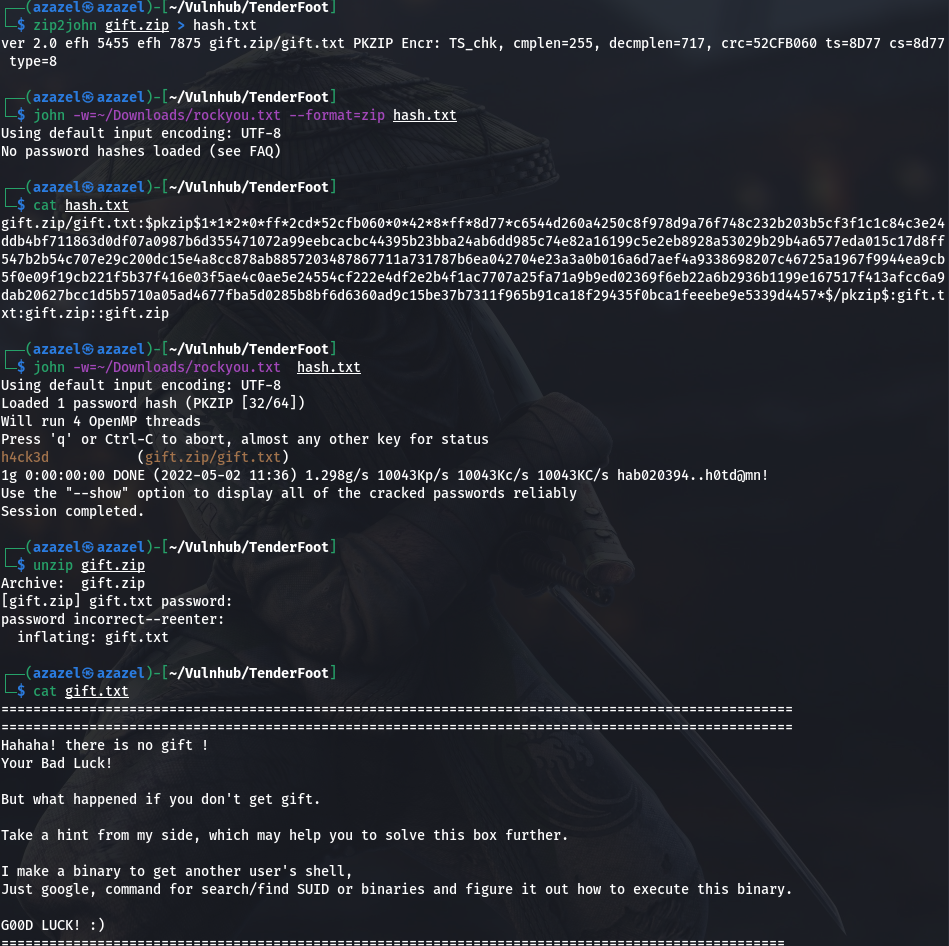 ┌──(azazel㉿azazel)-[~/Vulnhub/TenderFoot]
└─$ zip2john gift.zip > hash.txt
ver 2.0 efh 5455 efh 7875 gift.zip/gift.txt PKZIP Encr: TS_chk, cmplen=255, decmplen=717, crc=52CFB060 ts=8D77 cs=8d77
 type=8
┌──(azazel㉿azazel)-[~/Vulnhub/TenderFoot]
└─$ john -w=~/Downloads/rockyou.txt --format=zip hash.txt
Using default input encoding: UTF-8
No password hashes loaded (see FAQ)
┌──(azazel㉿azazel)-[~/Vulnhub/TenderFoot]
└─$ cat hash.txt
gift.zip/gift.txt:$pkzip$1*1*2*0*ff*2cd*52cfb060*0*42*8*ff*8d77*c6544d260a4250c8f978d9a76f748c232b203b5cf3f1c1c84c3e24
ddb4bf711863d0df07a0987b6d355471072a99eebcacbc44395b23bba24ab6dd985c74e82a16199c5e2eb8928a53029b29b4a6577eda015c17d8ff
547b2b54c707e29c200dc15e4a8cc878ab8857203487867711a731787b6ea042704e23a3a0b016a6d7aef4a9338698207c46725a1967f9944ea9cb
5f0e09f19cb221f5b37f416e03f5ae4c0ae5e24554cf222e4df2e2b4f1ac7707a25fa71a9b9ed02369f6eb22a6b2936b1199e167517f413afcc6a9
dab20627bcc1d5b5710a05ad4677fba5d0285b8bf6d6360ad9c15be37b7311f965b91ca18f29435f0bca1feeebe9e5339d4457*$/pkzip$:gift.t
xt:gift.zip::gift.zip
┌──(azazel㉿azazel)-[~/Vulnhub/TenderFoot]
└─$ john -w=~/Downloads/rockyou.txt  hash.txt
Using default input encoding: UTF-8
Loaded 1 password hash (PKZIP [32/64])
Will run 4 OpenMP threads
Press 'q' or Ctrl-C to abort, almost any other key for status
h4ck3d           (gift.zip/gift.txt)
1g 0:00:00:00 DONE (2022-05-02 11:36) 1.298g/s 10043Kp/s 10043Kc/s 10043KC/s hab020394..h0td@mn!
Use the "--show" option to display all of the cracked passwords reliably
Session completed.
┌──(azazel㉿azazel)-[~/Vulnhub/TenderFoot]
└─$ unzip gift.zip
Archive:  gift.zip
[gift.zip] gift.txt password:
password incorrect--reenter:
  inflating: gift.txt
┌──(azazel㉿azazel)-[~/Vulnhub/TenderFoot]
└─$ cat gift.txt
===================================================================================================
===================================================================================================
Hahaha! there is no gift !
Your Bad Luck!
But what happened if you don't get gift.
Take a hint from my side, which may help you to solve this box further.
I make a binary to get another user's shell,
Just google, command for search/find SUID or binaries and figure it out how to execute this binary.
G00D LUCK! :)
==================================================================================================